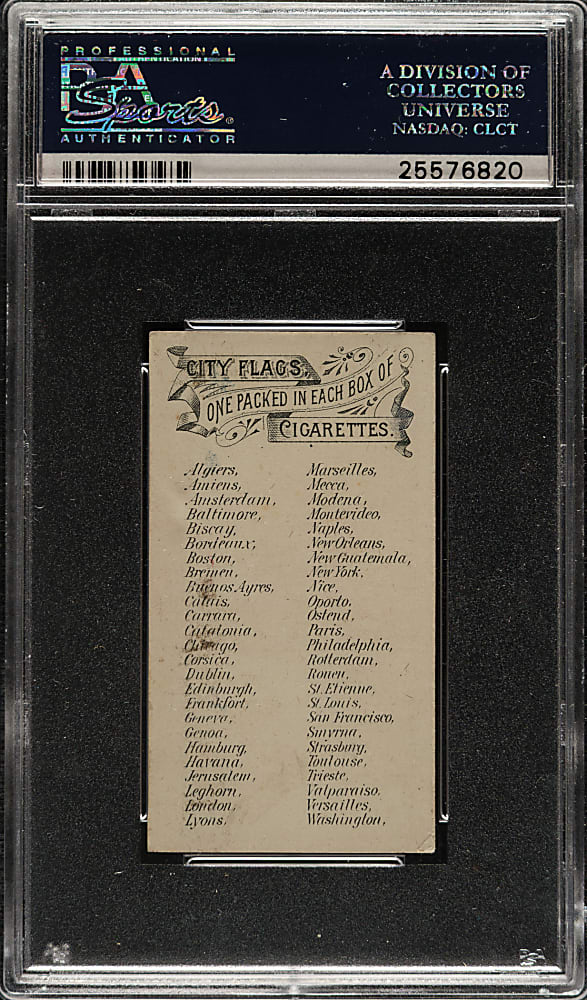 PROFESSIONAL
AUTHENTICATION
PSA
Sports®
AUTHENTICATOR
A DIVISION OF
COLLECTORS
UNIVERSE
NASDAQ: CLCT
25576820
CITY FLAGS,
ONE PACKED IN EACH BOX OF
CIGARETTES.
Algiers,
Amiens,
Amsterdam,
Baltimore,
Biscay,
Bordeaux,
Boston,
Bremen,
Buenos Ayres,
Calais,
Carrara,
Catatonia,
Chicago,
Corsica,
Dublin,
Edinburgh,
Frankfort,
Geneva,
Genoa,
Hamburg,
Havana,
Jerusalem,
Leghorn,
London,
Lyons,
Marseilles,
Mecca,
Modena,
Montevideo,
Naples,
New Orleans,
New Guatemala,
New York,
Nice,
Oporto,
Ostend,
Paris,
Philadelphia,
Rotterdam,
Rouen,
St. Etienne,
St. Louis,
San Francisco,
Smyrna,
Strasburg,
Toulouse,
Trieste,
Valparaiso,
Versailles,
Washington,